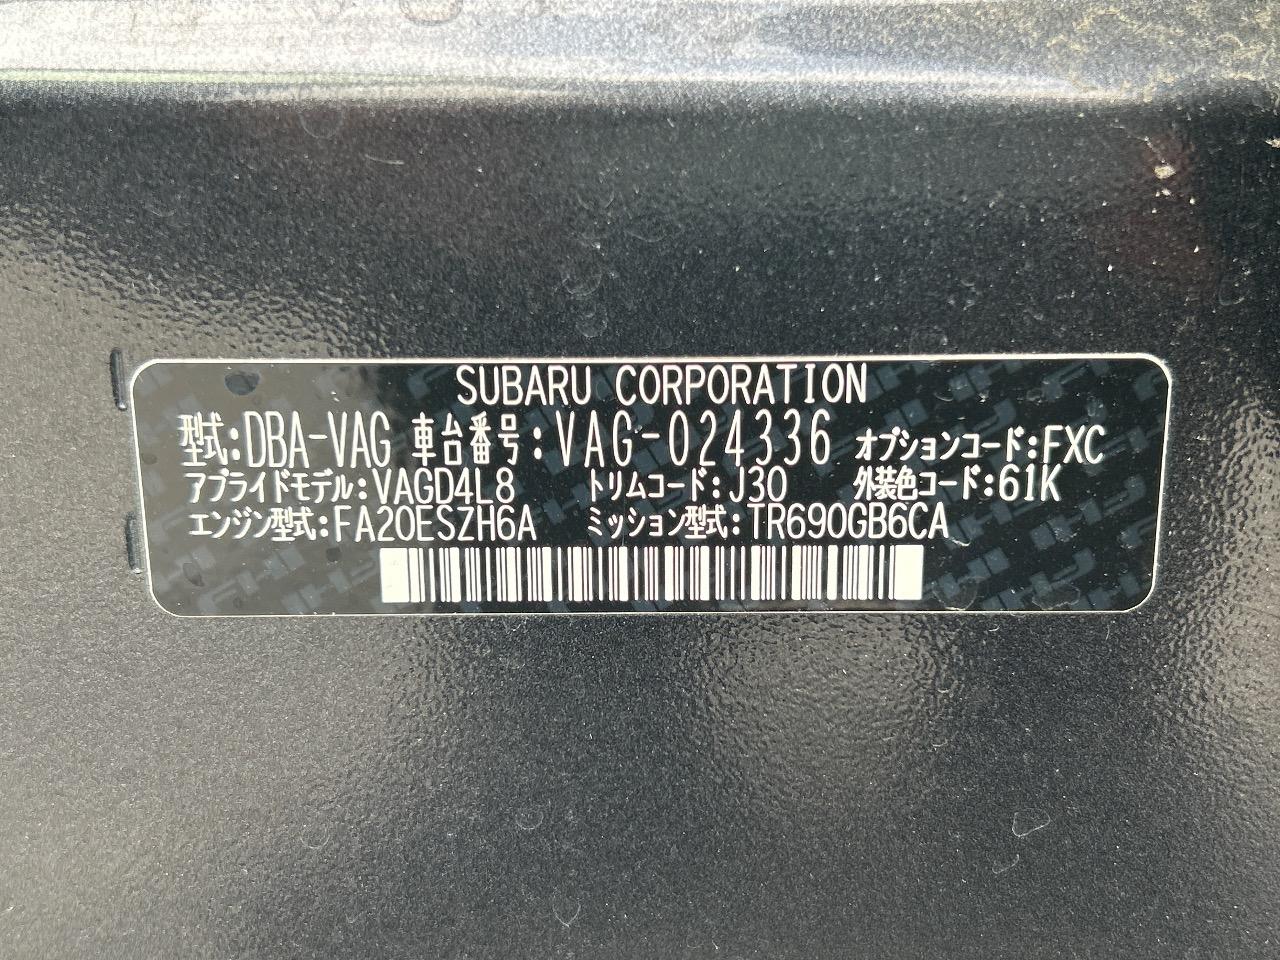 SUBARU CORPORATION
型式:DBA-VAG 車台番号:VAG-024336 オプションコード:FXC
アプライドモデル:VAGD4L8 トリムコード:J30 外装色コード:61K
エンジン型式:FA20ESZH6A ミッション型式:TR690GB6CA